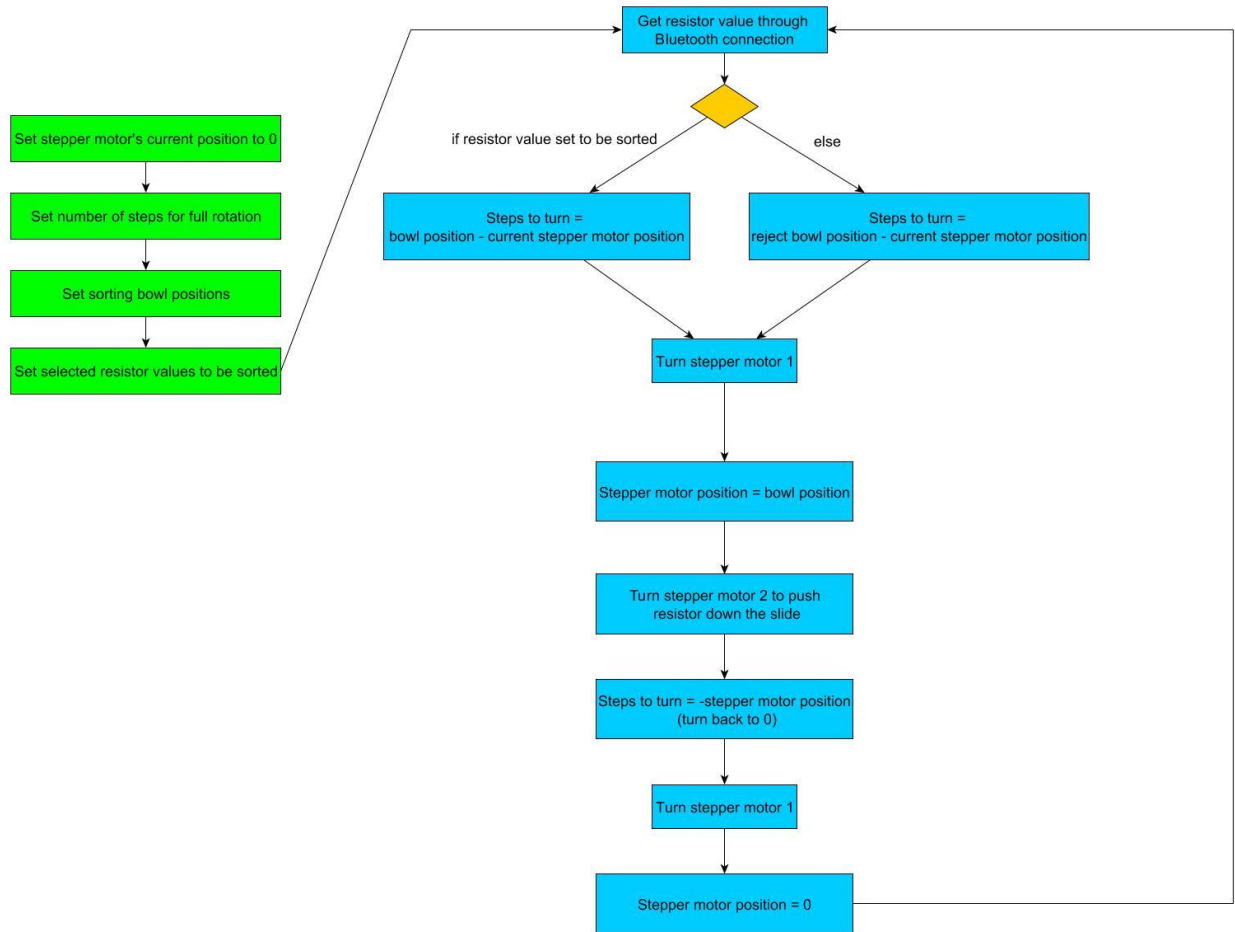 Set stepper motor's current position to 0
Set number of steps for full rotation
Set sorting bowl positions
Set selected resistor values to be sorted
Get resistor value through
Bluetooth connection
if resistor value set to be sorted
else
Steps to turn =
bowl position - current stepper motor position
Steps to turn =
reject bowl position - current stepper motor position
Turn stepper motor 1
Stepper motor position = bowl position
Turn stepper motor 2 to push
resistor down the slide
Steps to turn = -stepper motor position
(turn back to 0)
Turn stepper motor 1
Stepper motor position = 0